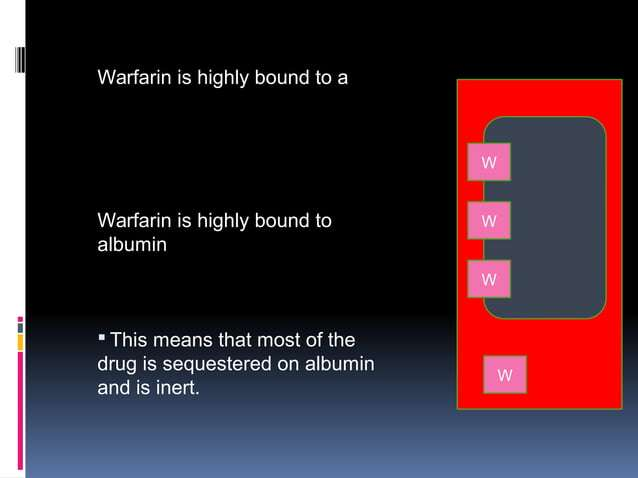 Warfarin is highly bound to a
Warfarin is highly bound to
albumin
▪ This means that most of the
drug is sequestered on albumin
and is inert.
W
W
W
W